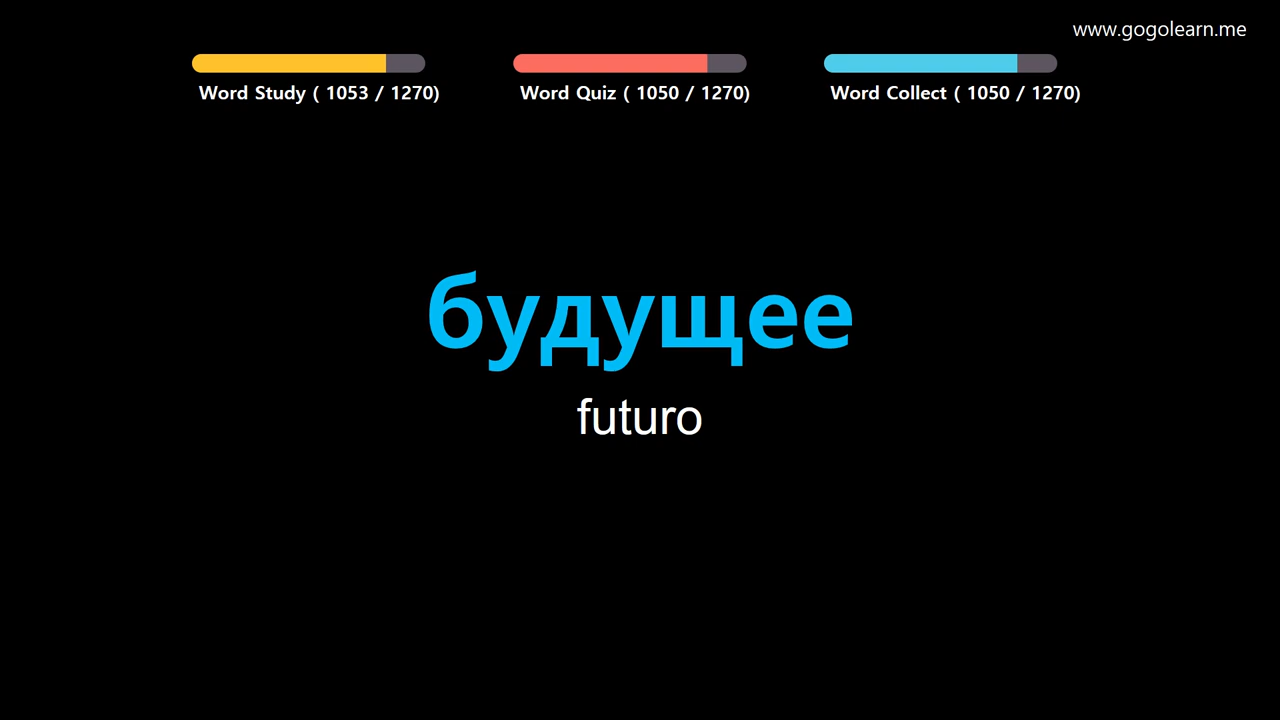 www.gogolearn.me
Word Study ( 1053 / 1270)
Word Quiz ( 1050 / 1270)
Word Collect ( 1050 / 1270)
будущее
futuro